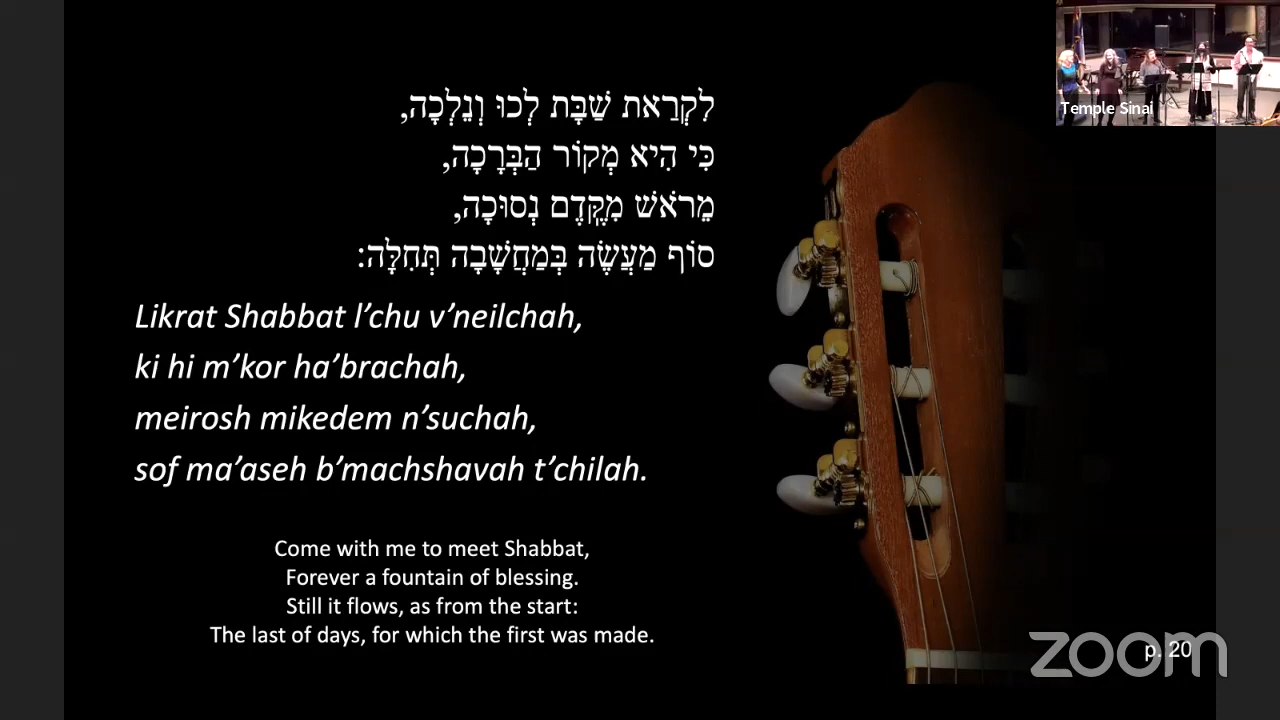 לִקְרַאת שַׁבָּת לְכוּ וְנֵלְכָה,
כִּי הִיא מְקוֹר הַבְּרָכָה,
מֵרֹאשׁ מִקֶּדֶם נְסוּכָה,
סוֹף מַעֲשֶׂה בְּמַחֲשָׁבָה תְּחִלָּה:
Likrat Shabbat l’chu v’neilchah,
ki hi m’kor ha’brachah,
meirosh mikedem n’suchah,
sof ma’aseh b’machshavah t’chilah.
Come with me to meet Shabbat,
Forever a fountain of blessing.
Still it flows, as from the start:
The last of days, for which the first was made.
Temple Sinai
p. 20
zoom